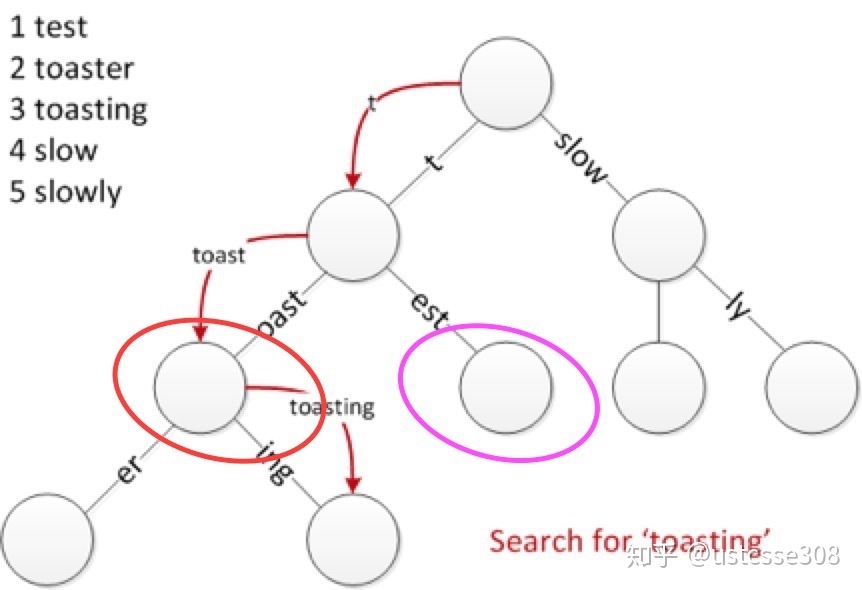 1 test
2 toaster
3 toasting
4 slow
5 slowly
t
t
slow
toast
oast
est
ly
toasting
er
ing
Search for 'toasting'
知乎 @ustcsse308